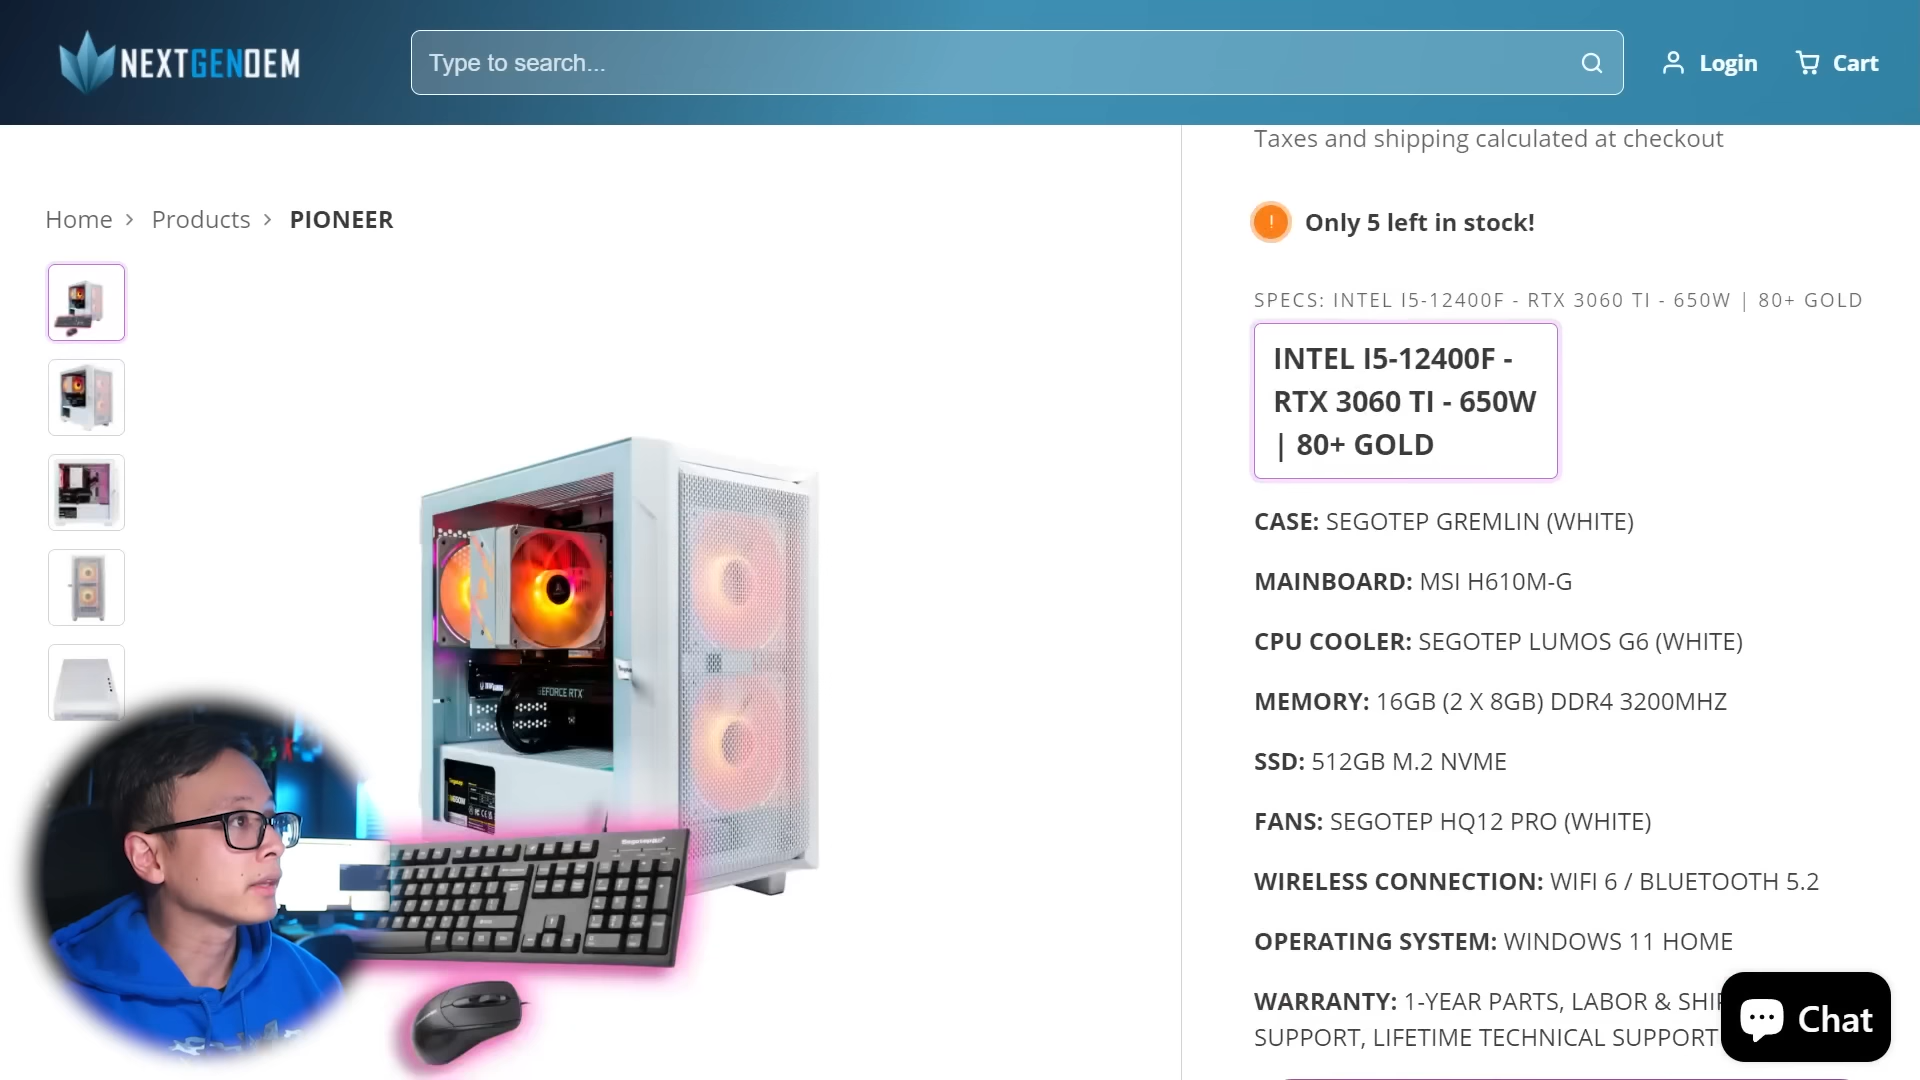 NEXTGENOEM
Type to search...
Login
Cart
Taxes and shipping calculated at checkout
Home > Products > PIONEER
Only 5 left in stock!
SPECS: INTEL I5-12400F - RTX 3060 TI - 650W | 80+ GOLD
INTEL I5-12400F -
RTX 3060 TI - 650W
| 80+ GOLD
CASE: SEGOTEP GREMLIN (WHITE)
MAINBOARD: MSI H610M-G
CPU COOLER: SEGOTEP LUMOS G6 (WHITE)
MEMORY: 16GB (2 X 8GB) DDR4 3200MHZ
SSD: 512GB M.2 NVME
FANS: SEGOTEP HQ12 PRO (WHITE)
WIRELESS CONNECTION: WIFI 6 / BLUETOOTH 5.2
OPERATING SYSTEM: WINDOWS 11 HOME
WARRANTY: 1-YEAR PARTS, LABOR &
SUPPORT, LIFETIME TECHNICAL SUPPORT
Chat
GEFORCE RTX